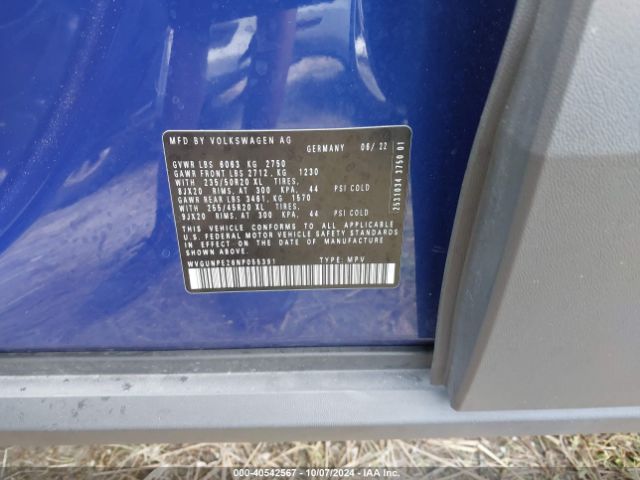 MFD BY VOLKSWAGEN AG
GERMANY 06/22
GVWR LBS 6063 KG 2750
GAWR FRONT LBS 2712, KG 1230
WITH 235/50R20 XL TIRES,
8JX20 RIMS, AT 300 KPA, 44 PSI COLD
GAWR REAR LBS 3461, KG 1570
WITH 255/45R20 XL TIRES,
9JX20 RIMS, AT 300 KPA, 44 PSI COLD
THIS VEHICLE CONFORMS TO ALL APPLICABLE
U.S. FEDERAL MOTOR VEHICLE SAFETY STANDARDS
IN EFFECT ON THE DATE OF MANUFACTURE
SHOWN ABOVE.
TYPE: MPV
2531034 3750 01
000-40542567 - 10/07/2024 - IAA Inc.